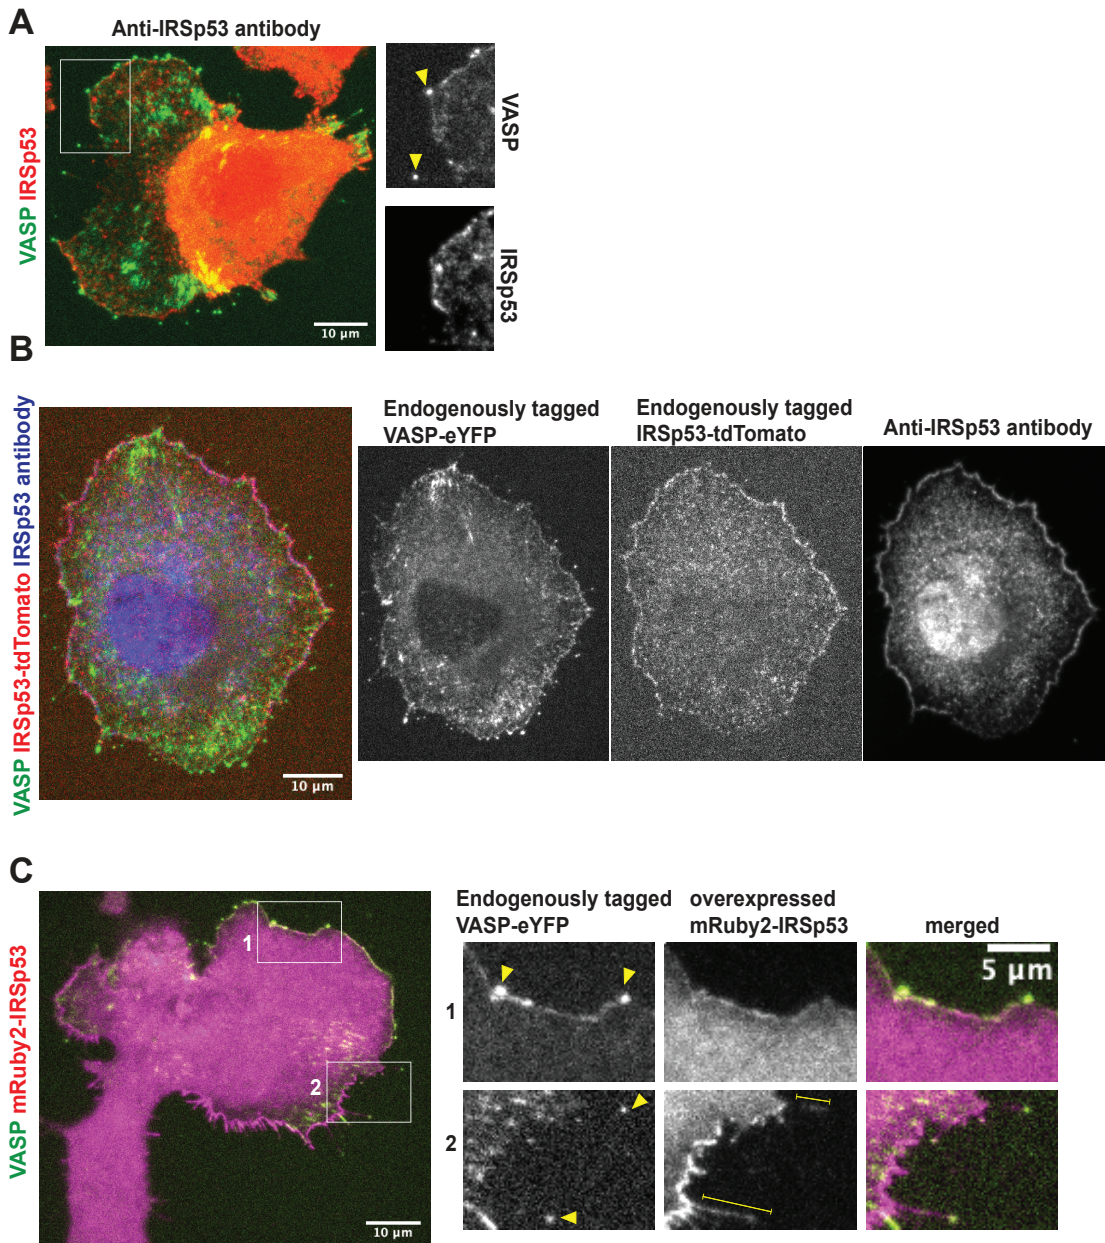 A
Anti-IRSp53 antibody
VASP IRSp53
VASP
IRSp53
10 µm
B
VASP IRSp53-tdTomato IRSp53 antibody
Endogenously tagged
VASP-eYFP
Endogenously tagged
IRSp53-tdTomato
Anti-IRSp53 antibody
10 µm
C
VASP mRuby2-IRSp53
1
2
10 µm
Endogenously tagged
VASP-eYFP
overexpressed
mRuby2-IRSp53
merged
5 µm
1
2